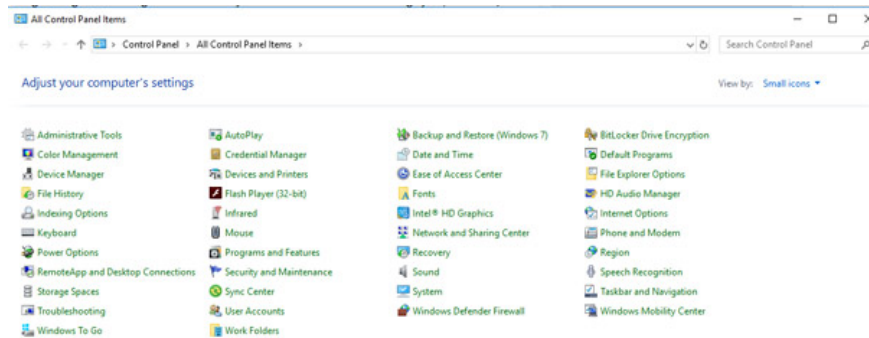 All Control Panel Items
Control Panel > All Control Panel Items >
Search Control Panel
Adjust your computer's settings
View by: Small icons
Administrative Tools AutoPlay Backup and Restore (Windows 7) BitLocker Drive Encryption
Color Management Credential Manager Date and Time Default Programs
Device Manager Devices and Printers Ease of Access Center File Explorer Options
File History Flash Player (32-bit) Fonts HD Audio Manager
Indexing Options Infrared Intel® HD Graphics Internet Options
Keyboard Mouse Network and Sharing Center Phone and Modem
Power Options Programs and Features Recovery Region
RemoteApp and Desktop Connections Security and Maintenance Sound Speech Recognition
Storage Spaces Sync Center System Taskbar and Navigation
Troubleshooting User Accounts Windows Defender Firewall Windows Mobility Center
Windows To Go Work Folders